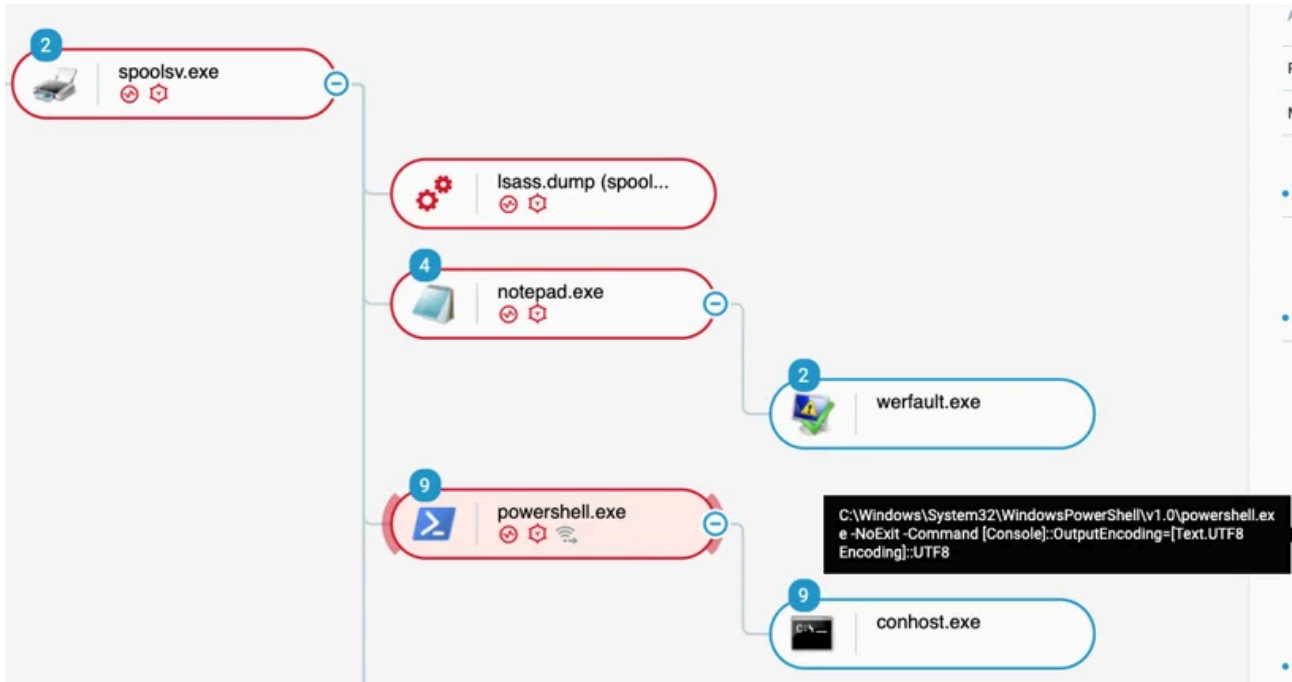 2
spoolsv.exe
lsass.dump (spool...
4
notepad.exe
2
werfault.exe
9
powershell.exe
C:\Windows\System32\WindowsPowerShell\v1.0\powershell.ex
e -NoExit -Command [Console]::OutputEncoding=[Text.UTF8
Encoding]::UTF8
9
conhost.exe
C:\